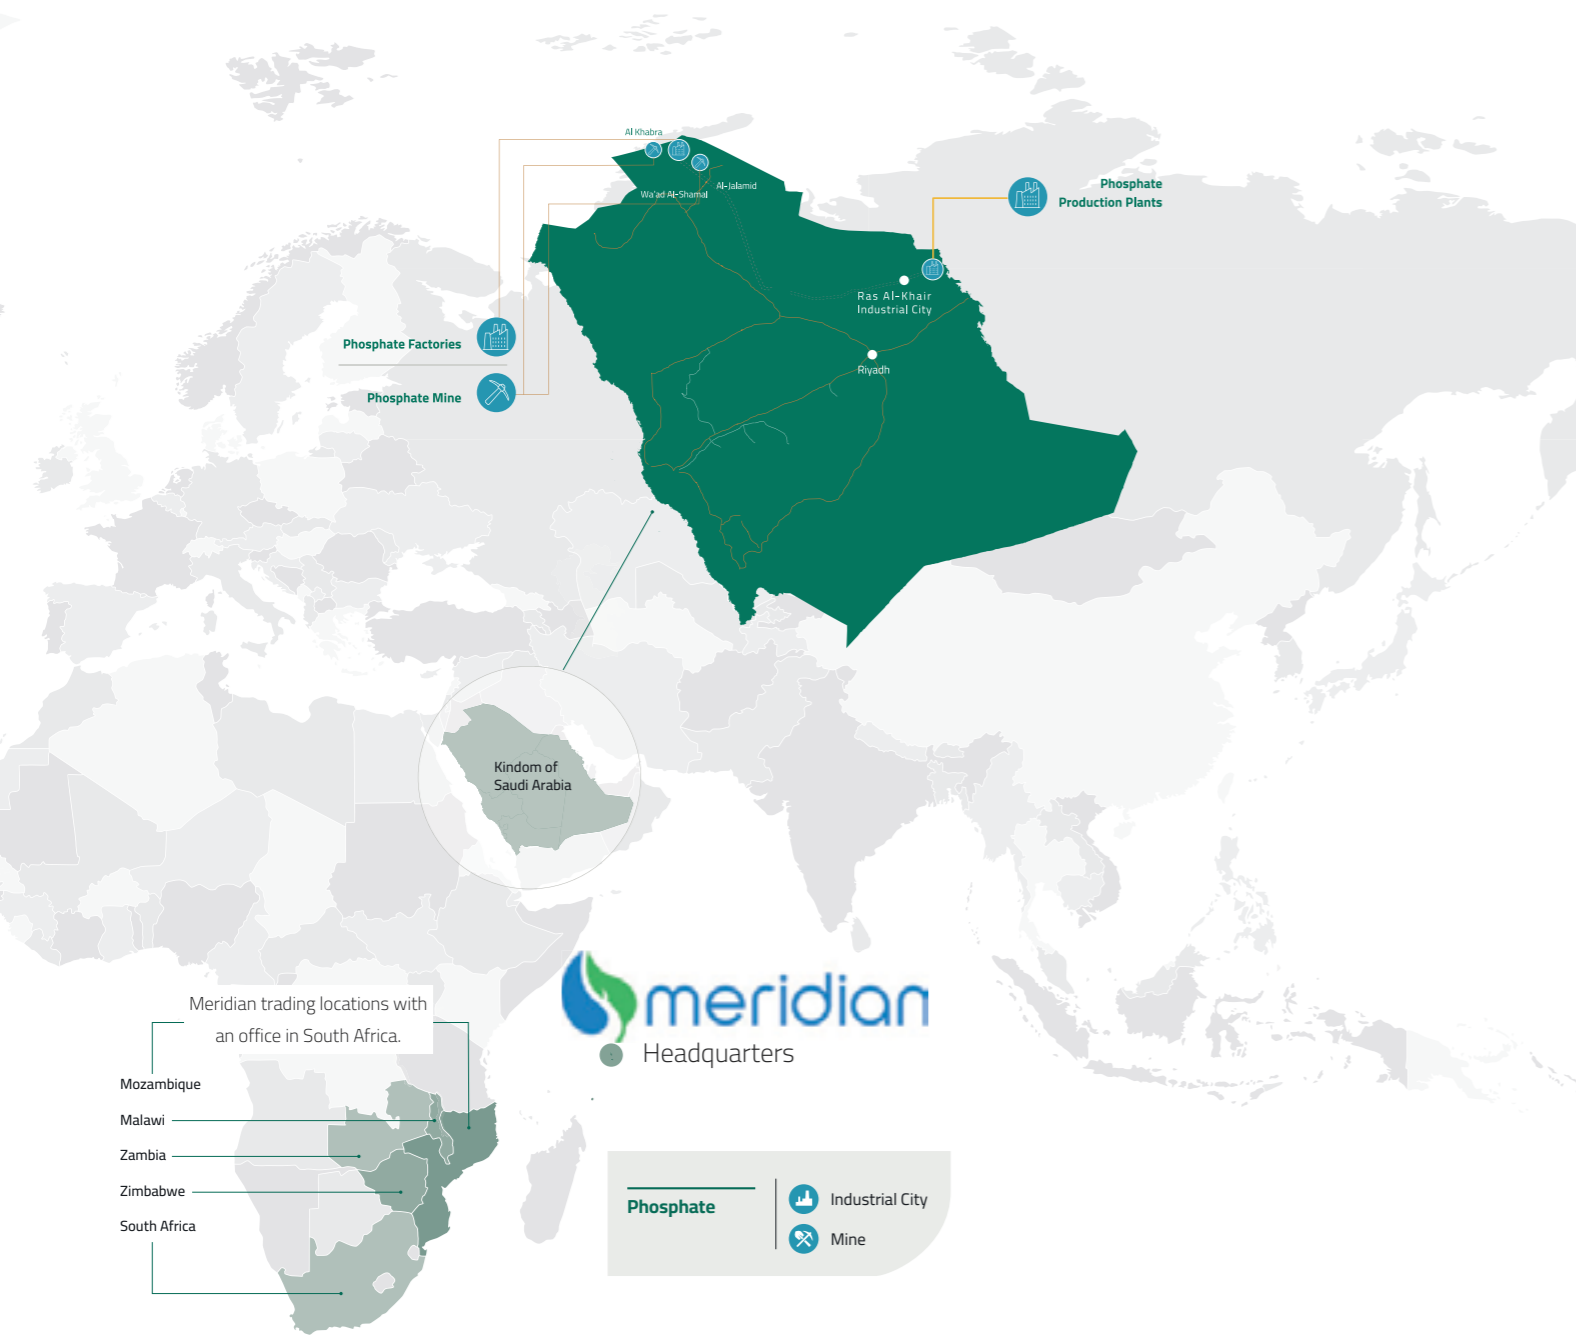 Al Khabra
Wa'ad Al-Shamal
Al-Jalamid
Phosphate
Production Plants
Ras Al-Khair
Industrial City
Riyadh
Phosphate Factories
Phosphate Mine
Kindom of
Saudi Arabia
meridian
Headquarters
Meridian trading locations with
an office in South Africa.
Mozambique
Malawi
Zambia
Zimbabwe
South Africa
Phosphate
Industrial City
Mine